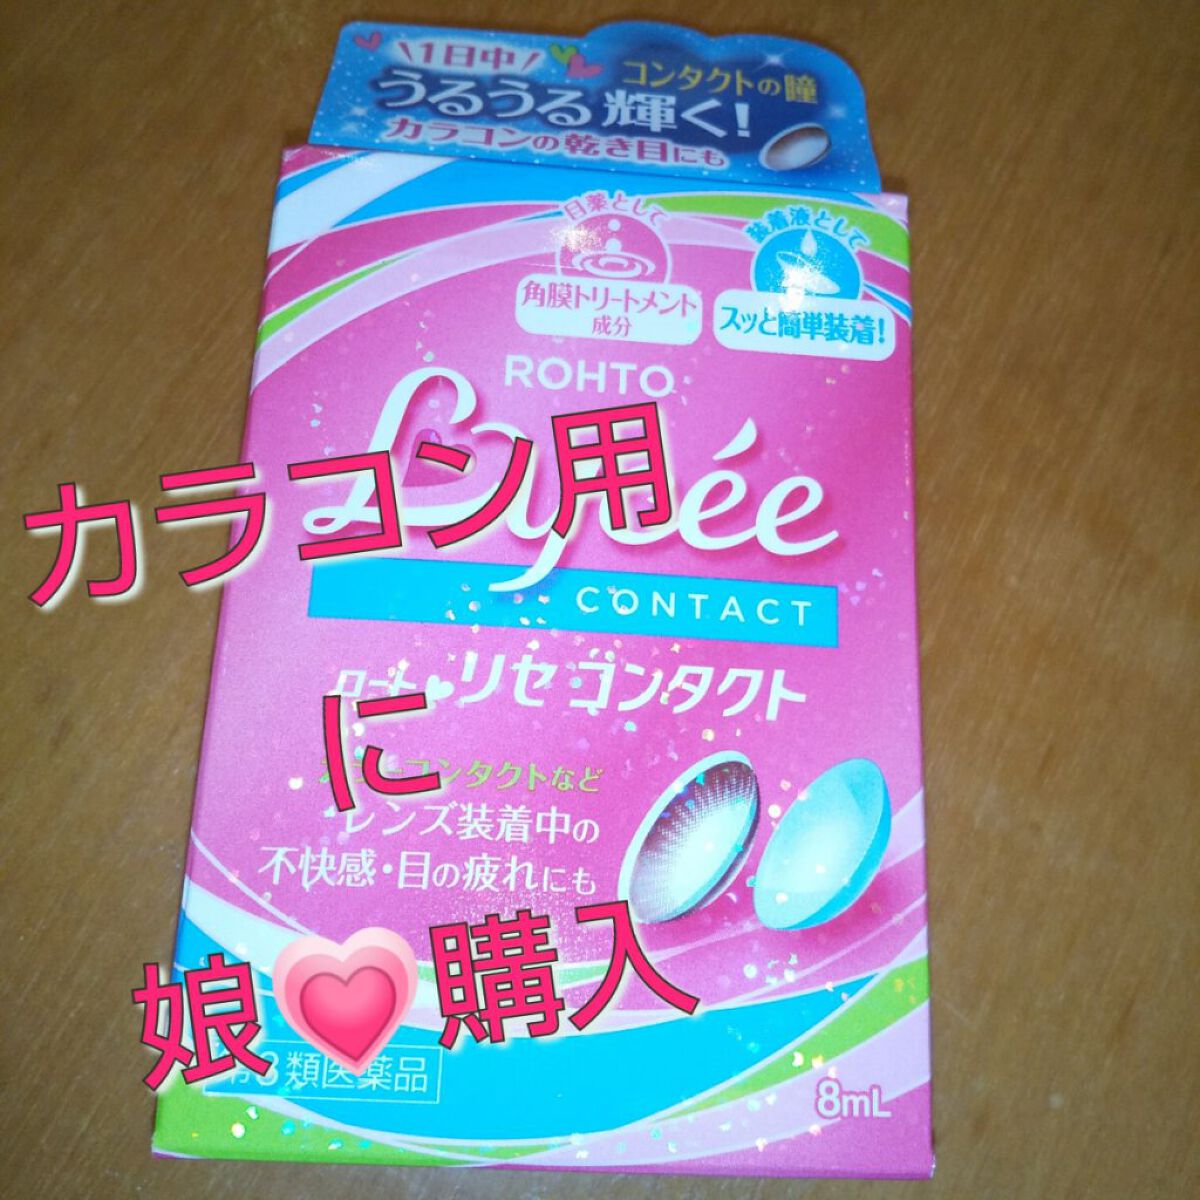 \1日中/
コンタクトの瞳
うるうる輝く!
カラコンの乾き目にも
目薬として
角膜トリートメント
成分
装着液として
スッと簡単装着!
ROHTO
Lycée
カラコン用
CONTACT
ロート リセ コンタクト
に
カラーコンタクトなど
レンズ装着中の
不快感・目の疲れにも
娘 購入
第3類医薬品
8mL